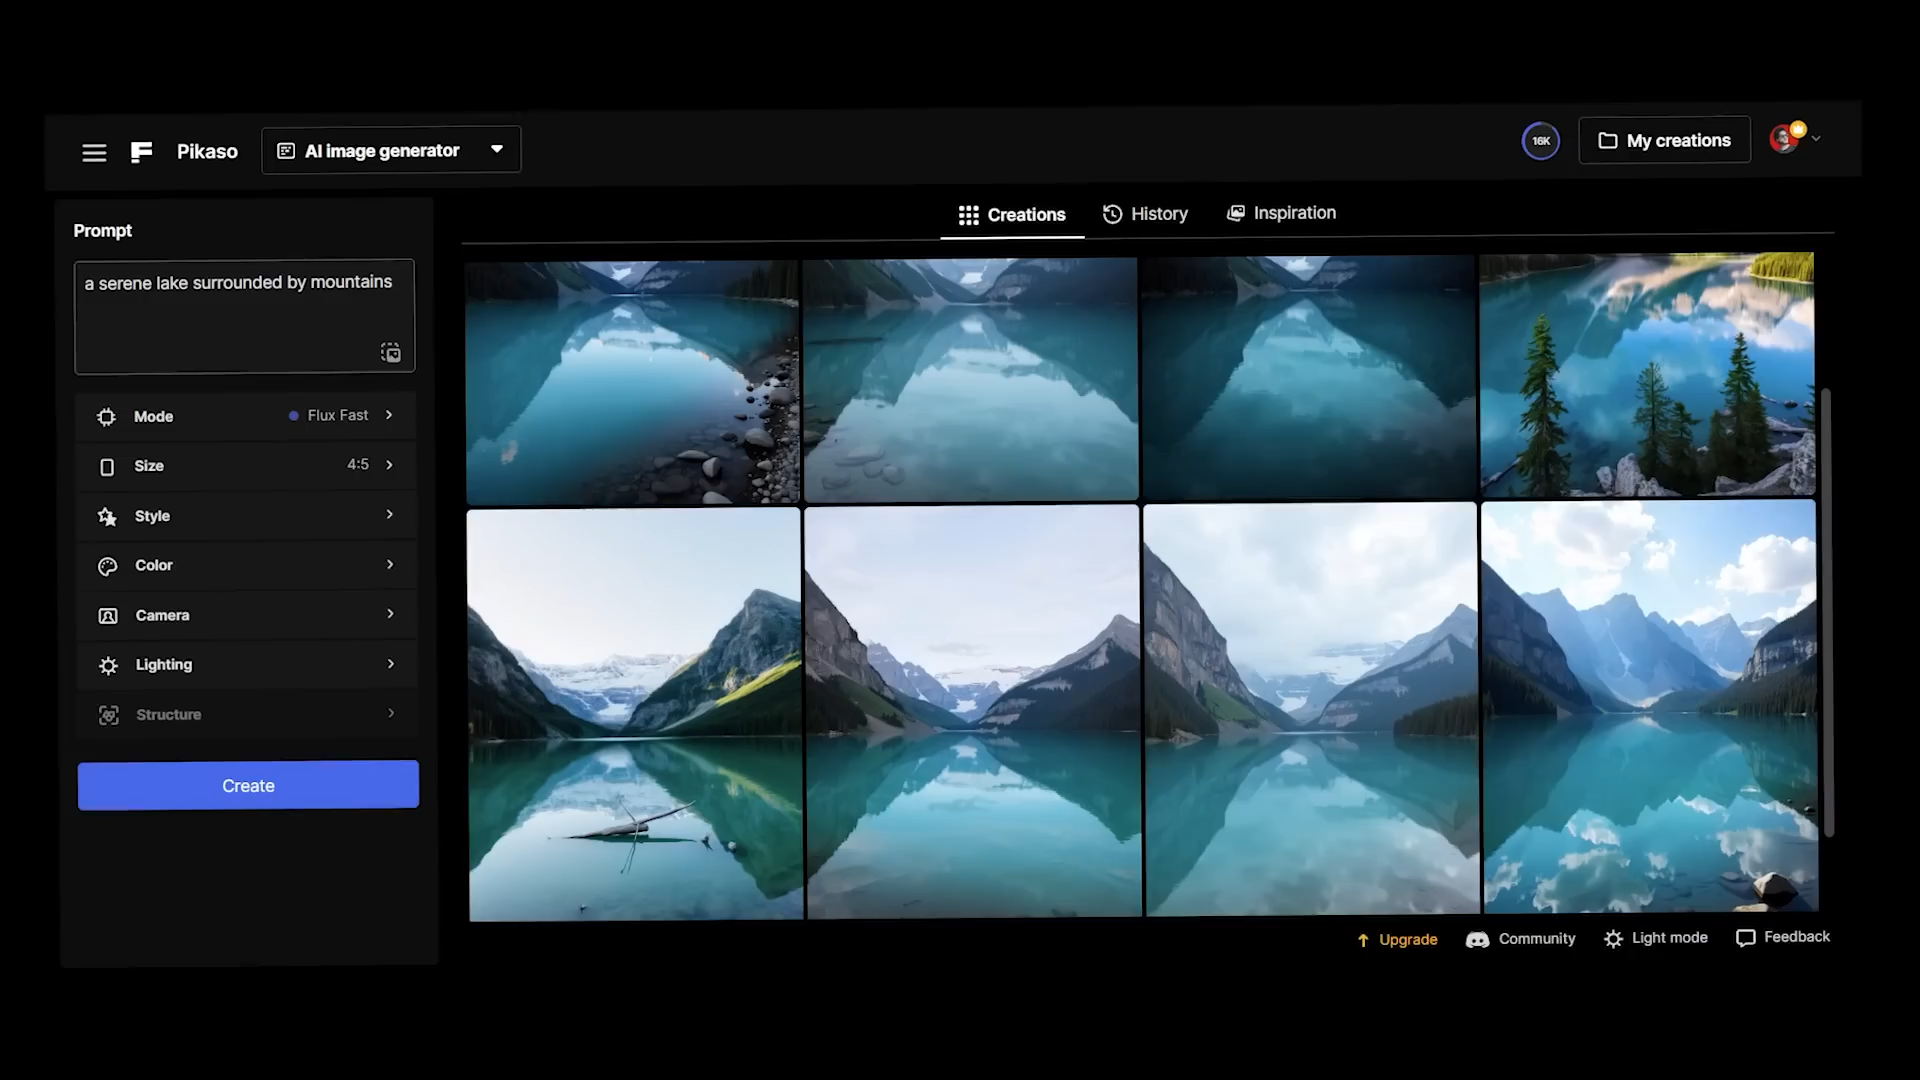 Pikaso
AI image generator
16K
My creations
Creations
History
Inspiration
Prompt
a serene lake surrounded by mountains
Mode
Flux Fast
Size
4:5
Style
Color
Camera
Lighting
Structure
Create
Upgrade
Community
Light mode
Feedback